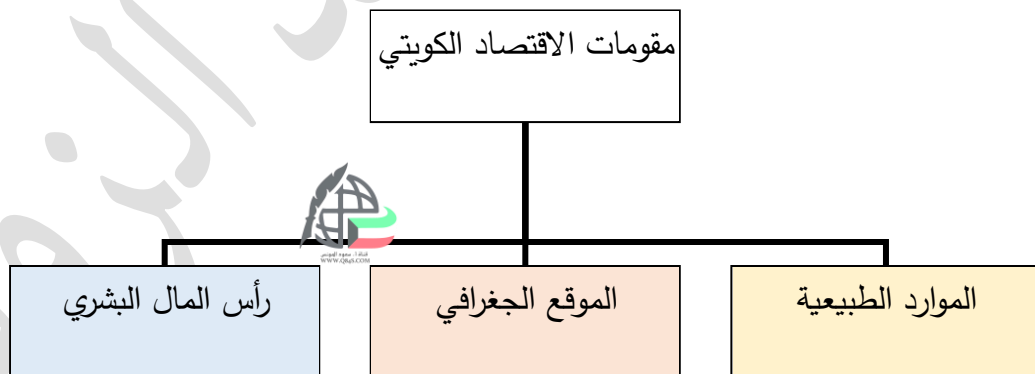 مقومات الاقتصاد الكويتي
الموارد الطبيعية
الموقع الجغرافي
رأس المال البشري